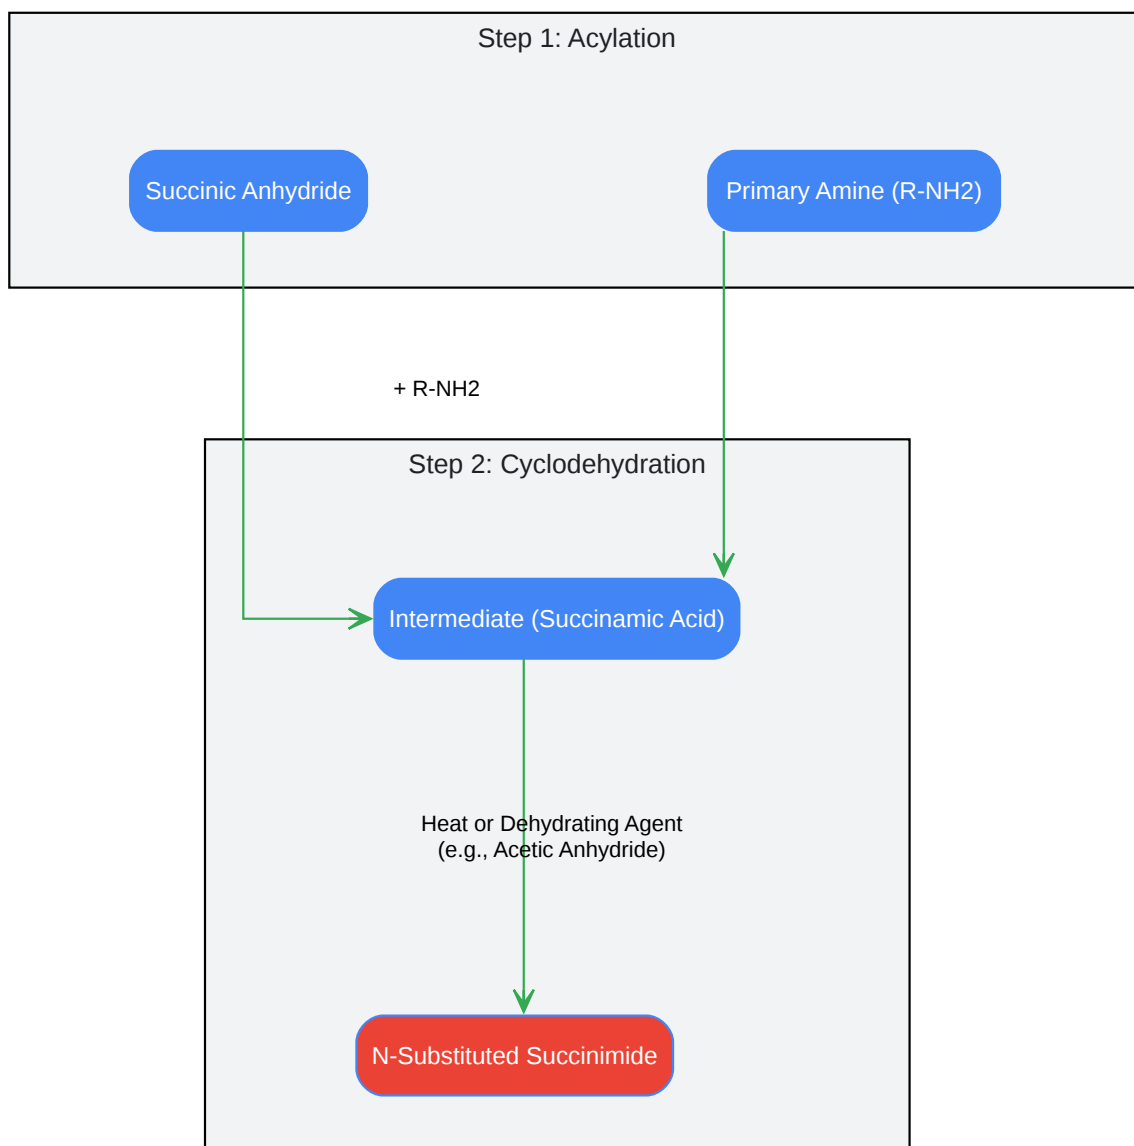 Step 1: Acylation
Succinic Anhydride
Primary Amine (R-NH2)
+ R-NH2
Step 2: Cyclodehydration
Intermediate (Succinamic Acid)
Heat or Dehydrating Agent
(e.g., Acetic Anhydride)
N-Substituted Succinimide